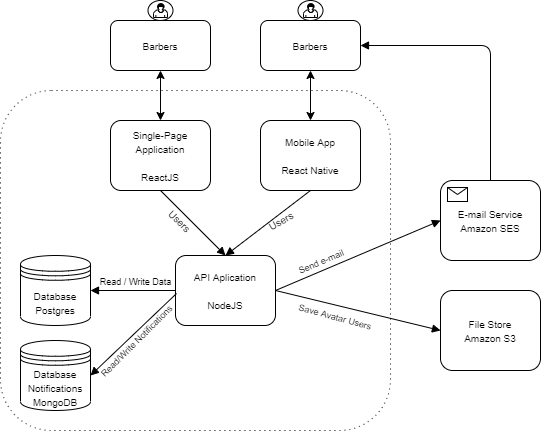 Barbers
Barbers
Single-Page
Application
ReactJS
Mobile App
React Native
Users
Users
E-mail Service
Amazon SES
Send e-mail
API Aplication
NodeJS
Read / Write Data
Database
Postgres
Save Avatar Users
File Store
Amazon S3
Read/Write Notifications
Database
Notifications
MongoDB